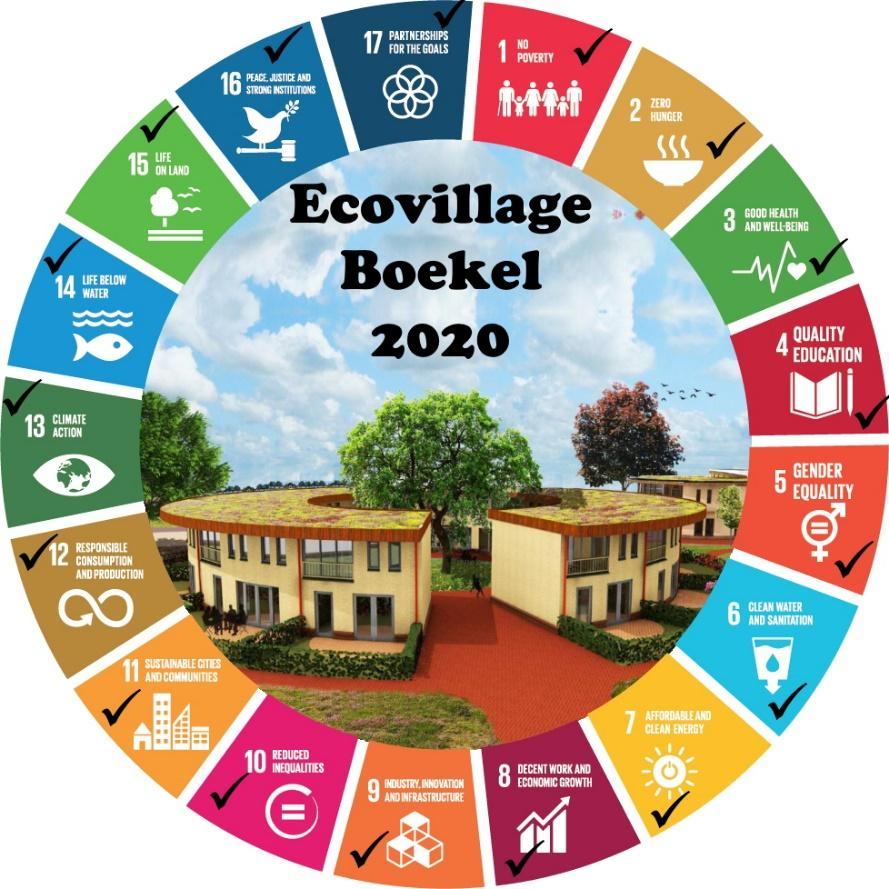 Ecovillage
Boekel
2020
1 NO
POVERTY
2 ZERO
HUNGER
3 GOOD HEALTH
AND WELL-BEING
4 QUALITY
EDUCATION
5 GENDER
EQUALITY
6 CLEAN WATER
AND SANITATION
7 AFFORDABLE AND
CLEAN ENERGY
8 DECENT WORK AND
ECONOMIC GROWTH
9 INDUSTRY, INNOVATION
AND INFRASTRUCTURE
10 REDUCED
INEQUALITIES
11 SUSTAINABLE CITIES
AND COMMUNITIES
12 RESPONSIBLE
CONSUMPTION
AND PRODUCTION
13 CLIMATE
ACTION
14 LIFE BELOW
WATER
15 LIFE
ON LAND
16 PEACE, JUSTICE AND
STRONG INSTITUTIONS
17 PARTNERSHIPS
FOR THE GOALS